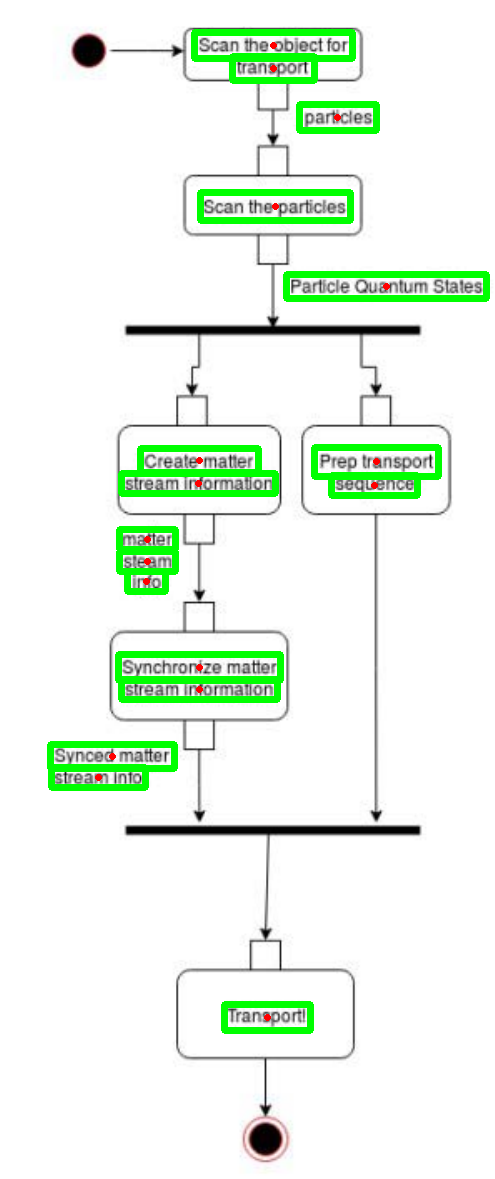 Scan the object for
transport
particles
Scan the particles
Particle Quantum States
Create matter
stream information
Prep transport
sequence
matter
steam
info
Synchronize matter
stream information
Synced matter
stream info
Transport!